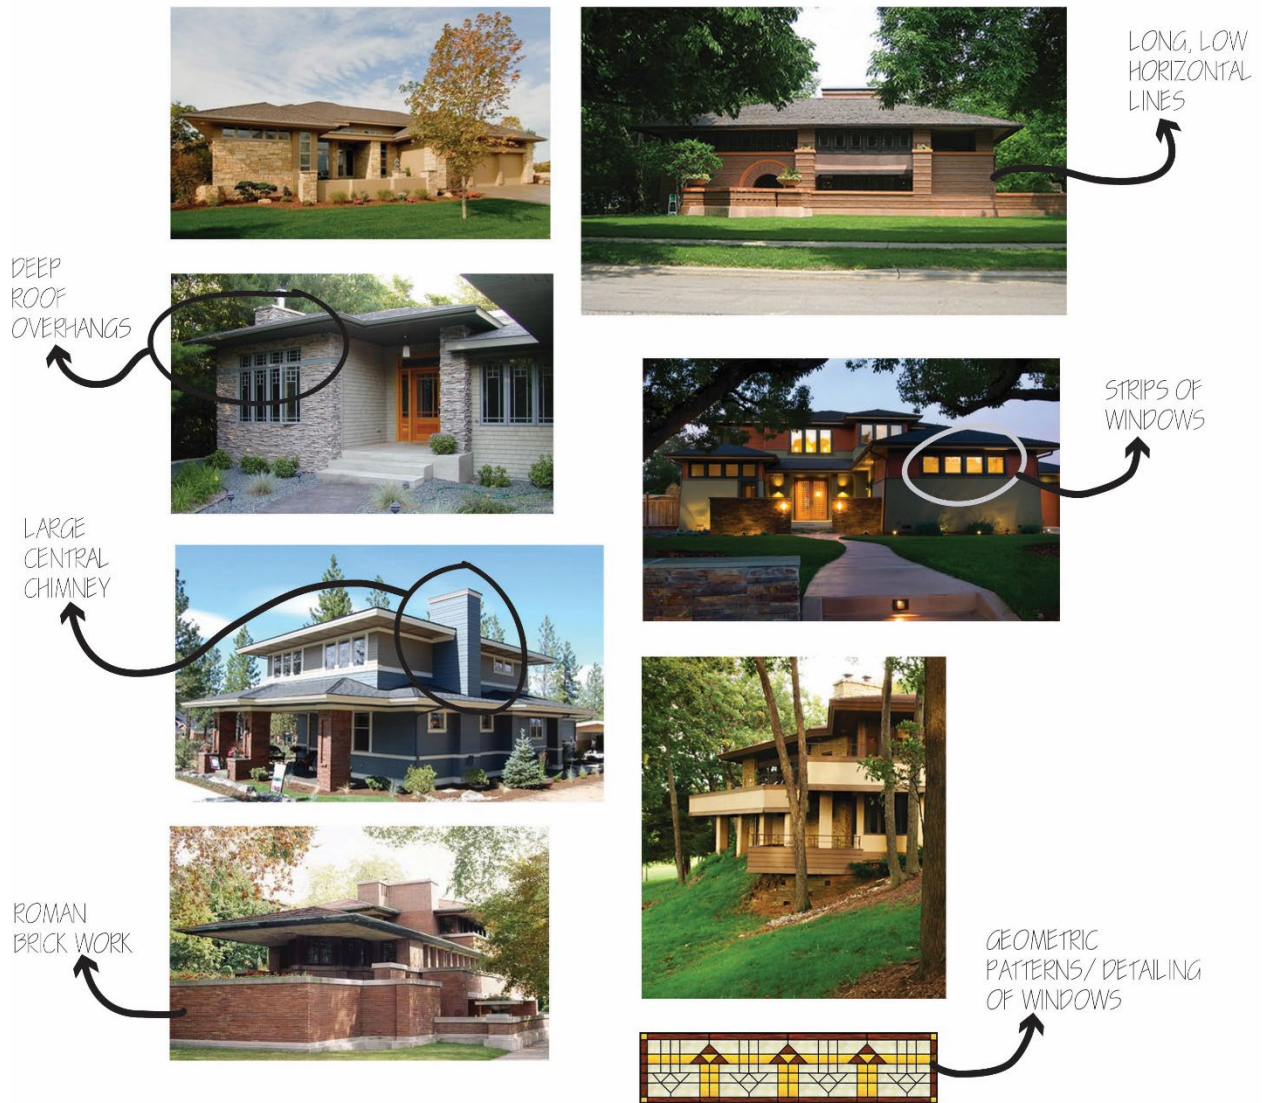 LONG, LOW
HORIZONTAL
LINES
DEEP
ROOF
OVERHANGS
STRIPS OF
WINDOWS
LARGE
CENTRAL
CHIMNEY
ROMAN
BRICK WORK
GEOMETRIC
PATTERNS/ DETAILING
OF WINDOWS